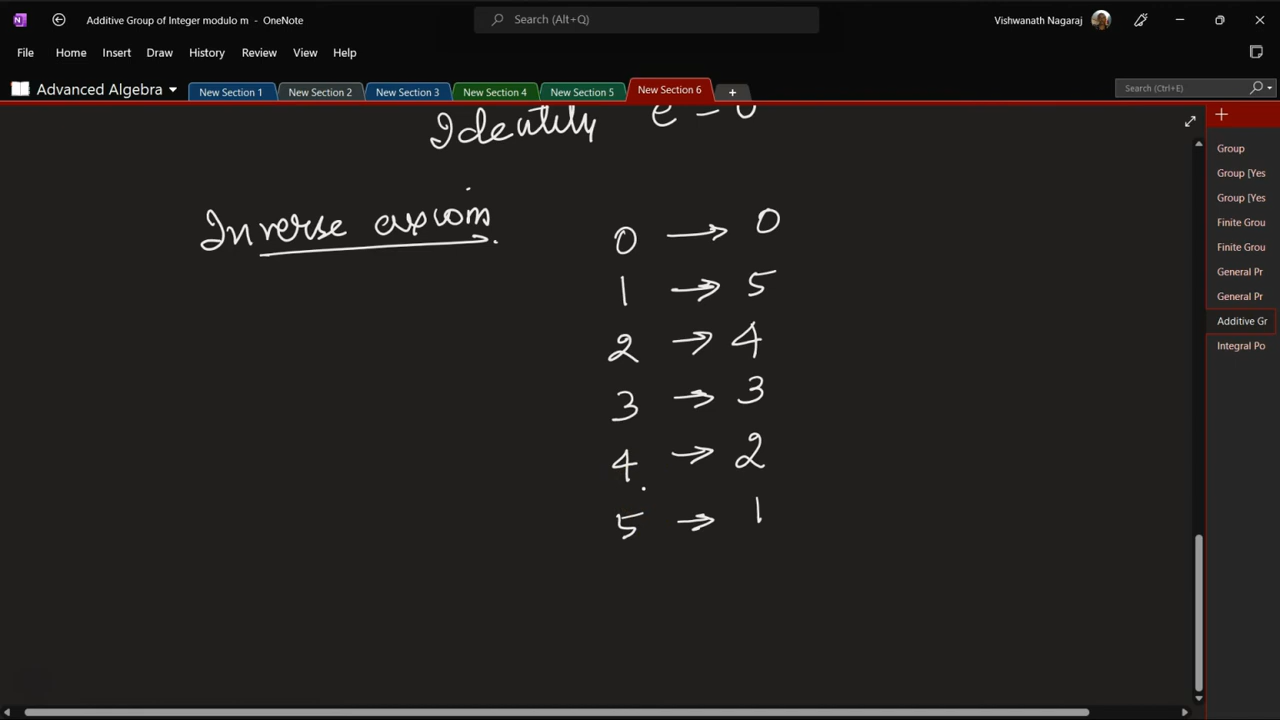 Additive Group of Integer modulo m - OneNote
Search (Alt+Q)
Vishwanath Nagaraj
File Home Insert Draw History Review View Help
Advanced Algebra
New Section 1 New Section 2 New Section 3 New Section 4 New Section 5 New Section 6 +
Search (Ctrl+E)
Identity e = 0
Inverse axiom.
0 → 0
1 → 5
2 → 4
3 → 3
4 → 2
5 → 1
+
Group
Group [Yes
Group [Yes
Finite Grou
Finite Grou
General Pr
General Pr
Additive Gr
Integral Po